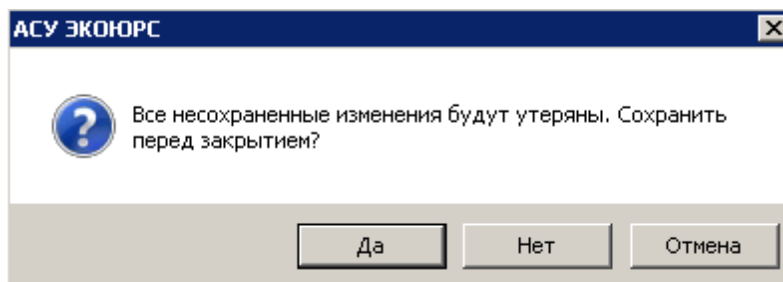 АСУ ЭКОЮРС
Все несохраненные изменения будут утеряны. Сохранить
перед закрытием?
Да Нет Отмена